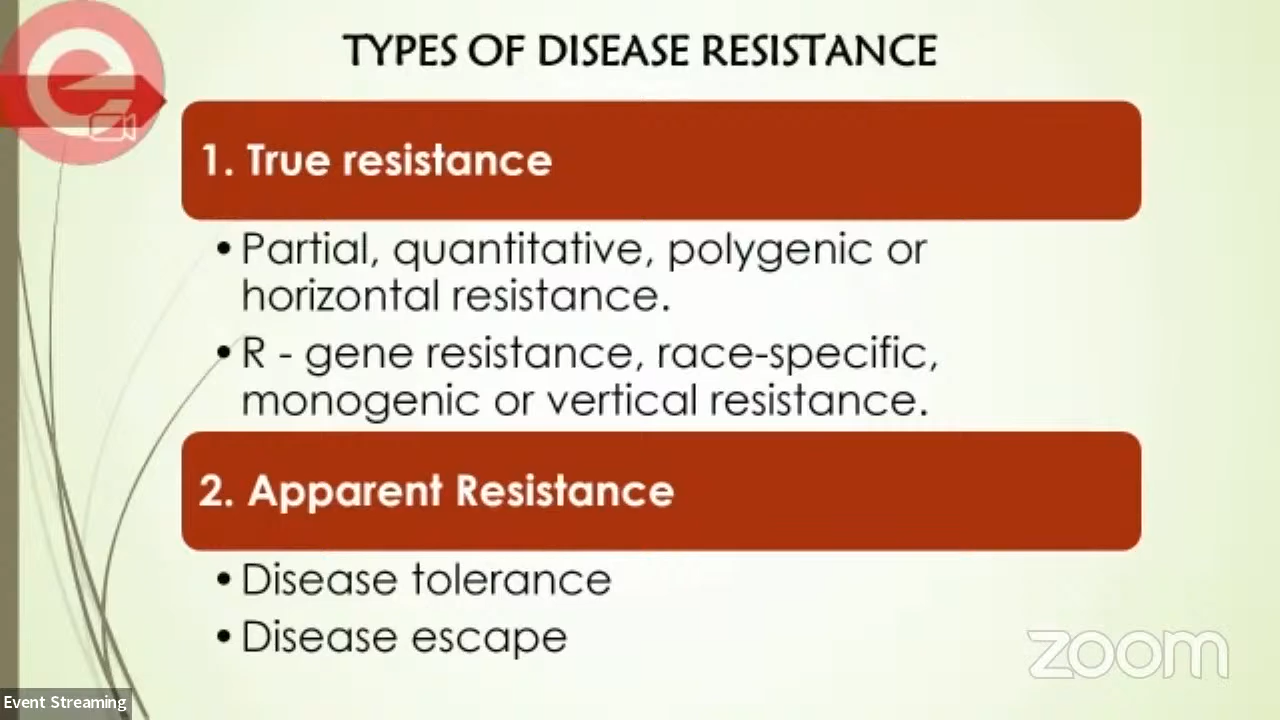 TYPES OF DISEASE RESISTANCE
1. True resistance
•Partial, quantitative, polygenic or
horizontal resistance.
•R - gene resistance, race-specific,
monogenic or vertical resistance.
2. Apparent Resistance
•Disease tolerance
•Disease escape
zoom
Event Streaming